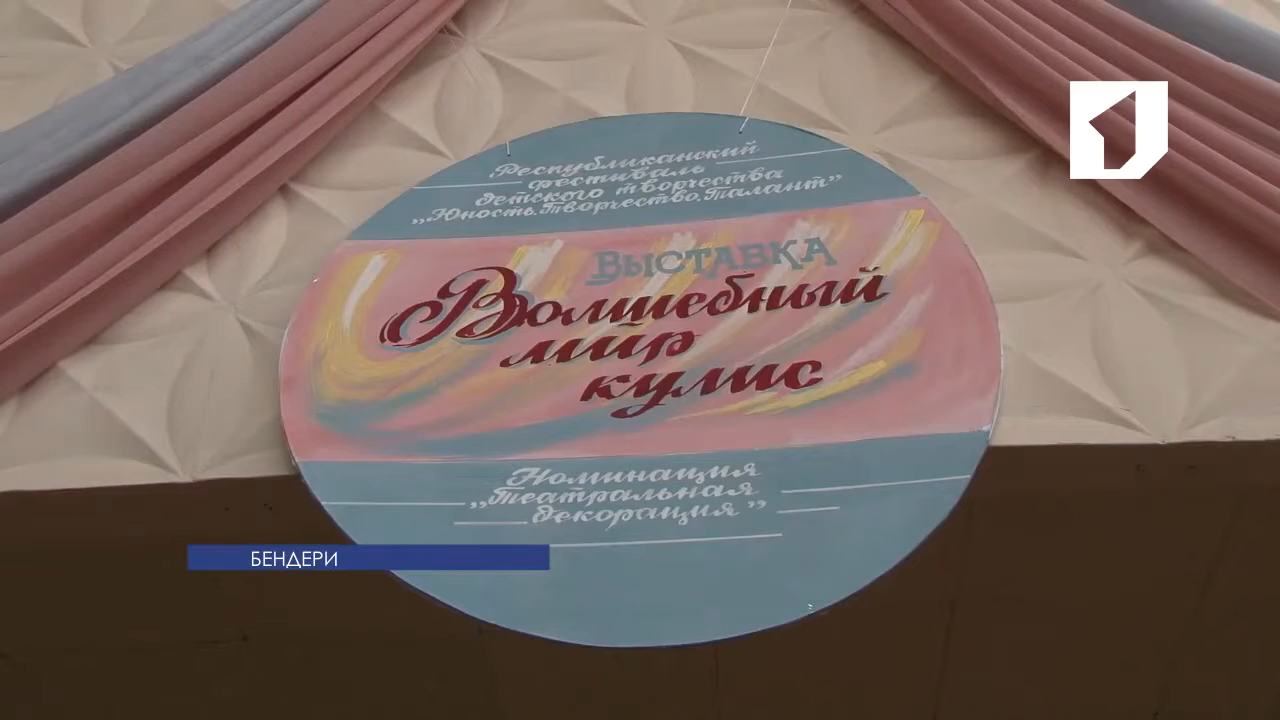 Республиканский
фестиваль
детского творчества
„Юность. Творчество. Талант”
ВЫСТАВКА
Волшебный
мир
кулис
Номинация
„Театральная
декорация”
БЕНДЕРИ